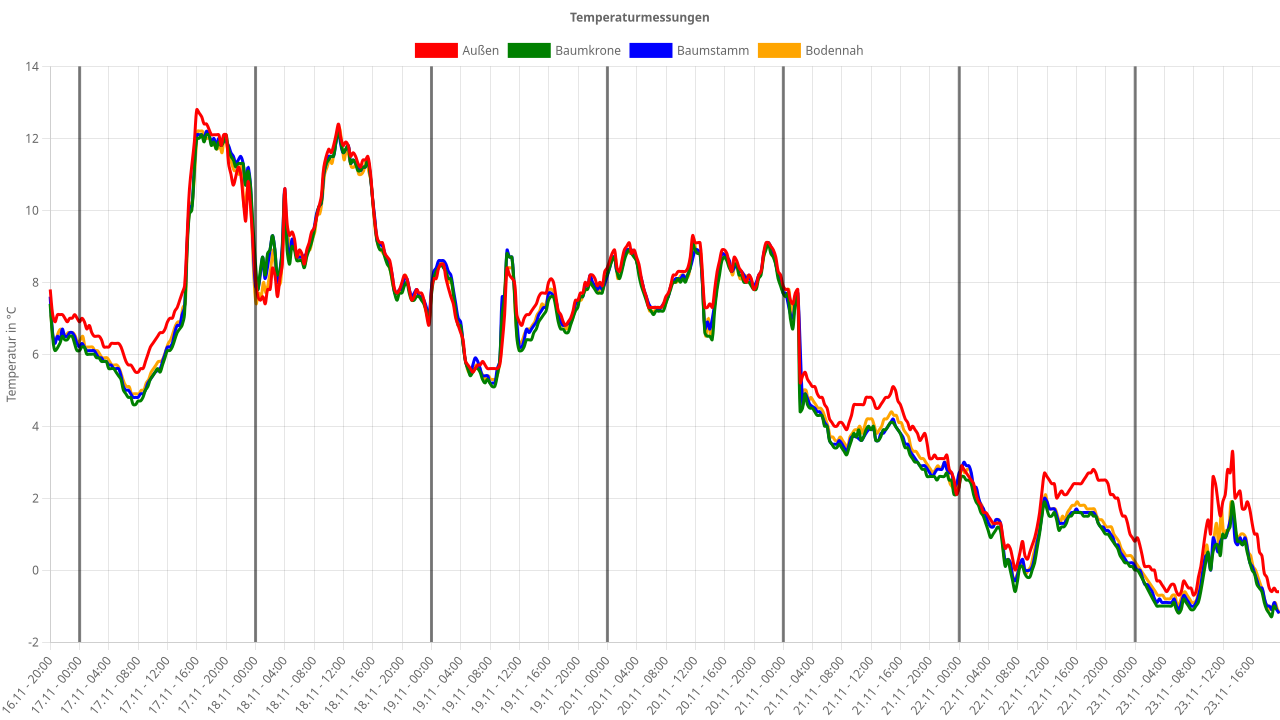 Temperaturmessungen
Außen Baumkrone Baumstamm Bodennah
Temperatur in °C
14
12
10
8
6
4
2
0
-2
16.11 - 20:00
17.11 - 00:00
17.11 - 04:00
17.11 - 08:00
17.11 - 12:00
17.11 - 16:00
17.11 - 20:00
18.11 - 00:00
18.11 - 04:00
18.11 - 08:00
18.11 - 12:00
18.11 - 16:00
18.11 - 20:00
19.11 - 00:00
19.11 - 04:00
19.11 - 08:00
19.11 - 12:00
19.11 - 16:00
19.11 - 20:00
20.11 - 00:00
20.11 - 04:00
20.11 - 08:00
20.11 - 12:00
20.11 - 16:00
20.11 - 20:00
21.11 - 00:00
21.11 - 04:00
21.11 - 08:00
21.11 - 12:00
21.11 - 16:00
21.11 - 20:00
22.11 - 00:00
22.11 - 04:00
22.11 - 08:00
22.11 - 12:00
22.11 - 16:00
22.11 - 20:00
23.11 - 00:00
23.11 - 04:00
23.11 - 08:00
23.11 - 12:00
23.11 - 16:00